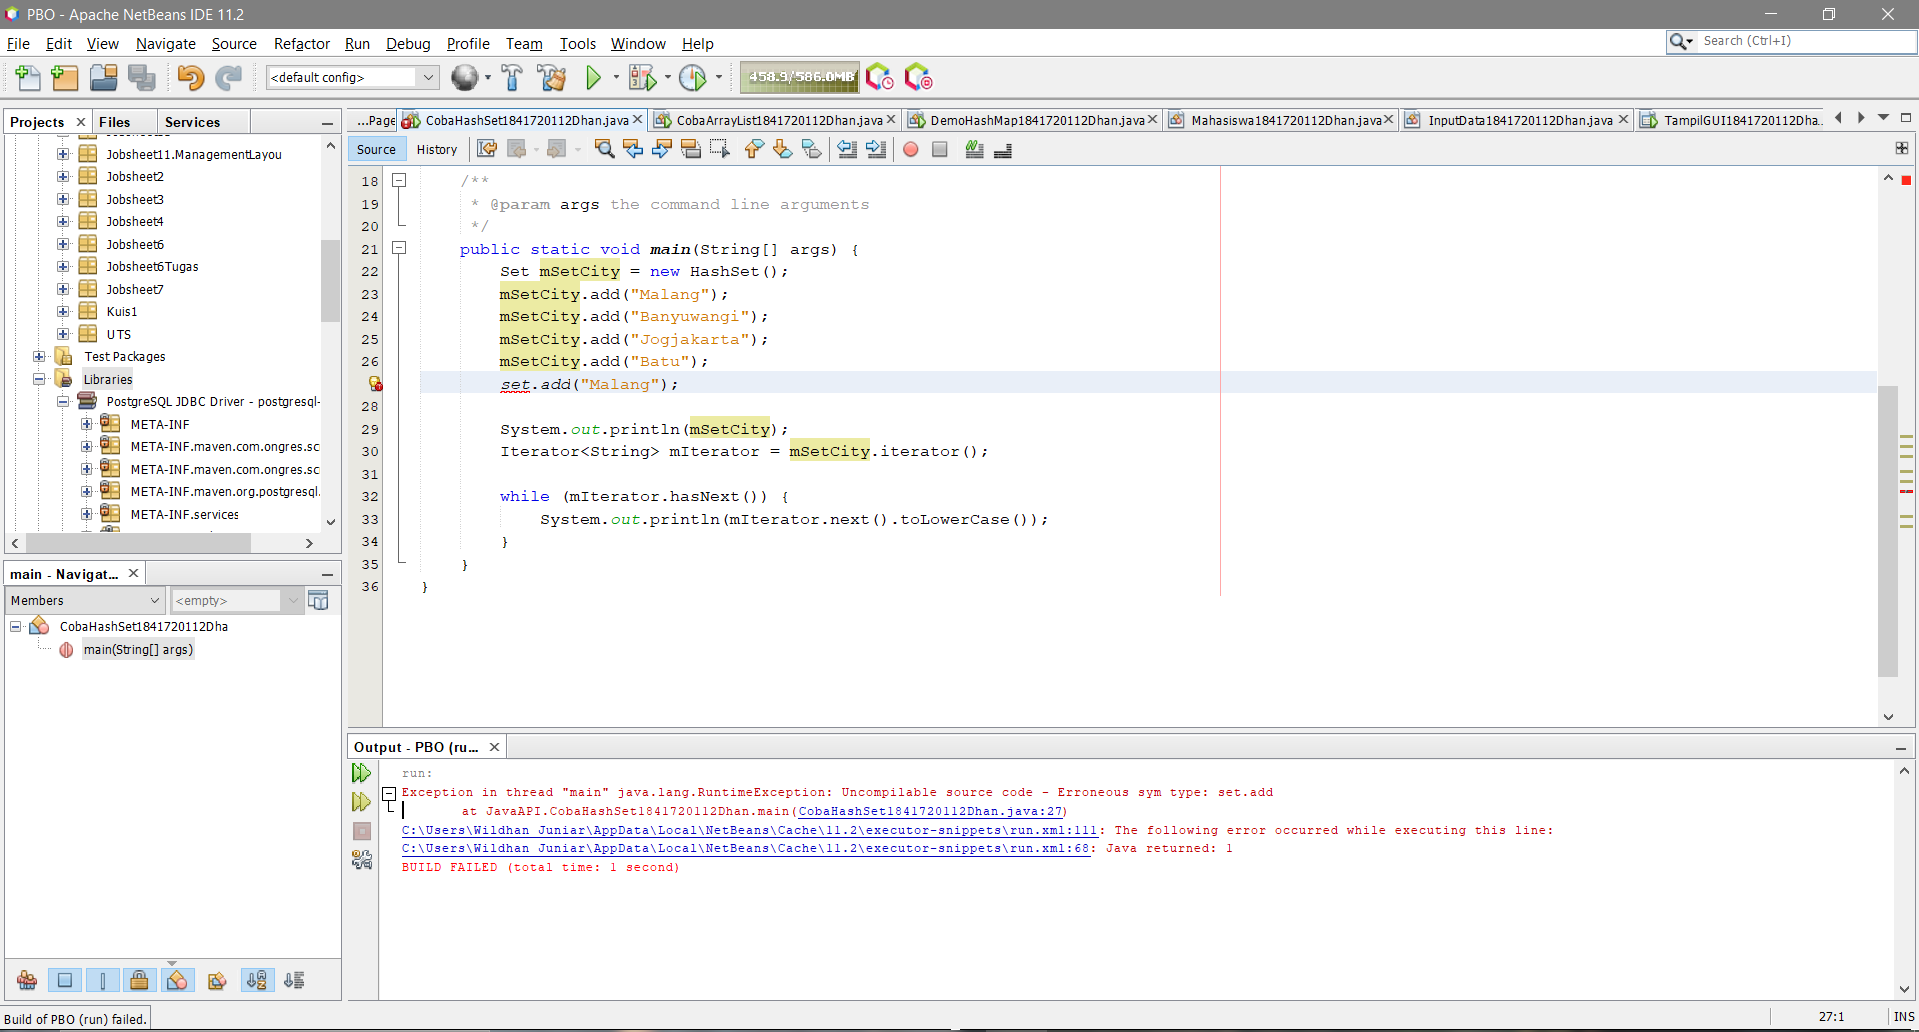 PBO - Apache NetBeans IDE 11.2
File Edit View Navigate Source Refactor Run Debug Profile Team Tools Window Help
Search (Ctrl+I)
<default config>
458.9/586.0MB
Projects Files Services
Jobsheet11.ManagementLayou
Jobsheet2
Jobsheet3
Jobsheet4
Jobsheet6
Jobsheet6Tugas
Jobsheet7
Kuis1
UTS
Test Packages
Libraries
PostgreSQL JDBC Driver - postgresql-
META-INF
META-INF.maven.com.ongres.sc
META-INF.maven.com.ongres.sc
META-INF.maven.org.postgresql.
META-INF.services
main - Navigat...
Members
<empty>
CobaHashSet1841720112Dha
main(String[] args)
...Page CobaHashSet1841720112Dhan.java CobaArrayList1841720112Dhan.java DemoHashMap1841720112Dhan.java Mahasiswa1841720112Dhan.java InputData1841720112Dhan.java TampilGUI1841720112Dha...
Source History
18 /**
19 * @param args the command line arguments
20 */
21 public static void main(String[] args) {
22 Set mSetCity = new HashSet();
23 mSetCity.add("Malang");
24 mSetCity.add("Banyuwangi");
25 mSetCity.add("Jogjakarta");
26 mSetCity.add("Batu");
set.add("Malang");
28
29 System.out.println(mSetCity);
30 Iterator<String> mIterator = mSetCity.iterator();
31
32 while (mIterator.hasNext()) {
33 System.out.println(mIterator.next().toLowerCase());
34 }
35 }
36 }
Output - PBO (ru...
run:
Exception in thread "main" java.lang.RuntimeException: Uncompilable source code - Erroneous sym type: set.add
at JavaAPI.CobaHashSet1841720112Dhan.main(CobaHashSet1841720112Dhan.java:27)
C:\Users\Wildhan Juniar\AppData\Local\NetBeans\Cache\11.2\executor-snippets\run.xml:111: The following error occurred while executing this line:
C:\Users\Wildhan Juniar\AppData\Local\NetBeans\Cache\11.2\executor-snippets\run.xml:68: Java returned: 1
BUILD FAILED (total time: 1 second)
Build of PBO (run) failed.
27:1 INS